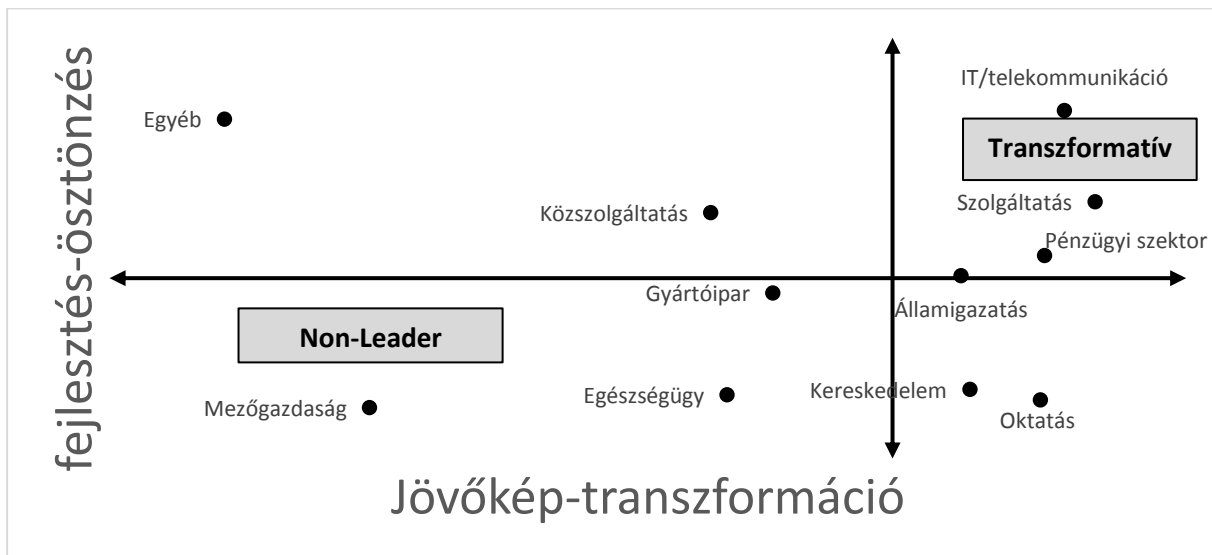 fejlesztés-ösztönzés
IT/telekommunikáció
Egyéb
Transzformatív
Szolgáltatás
Közszolgáltatás
Pénzügyi szektor
Gyártóipar
Államigazatás
Non-Leader
Kereskedelem
Egészségügy
Mezőgazdaság
Oktatás
Jövőkép-transzformáció